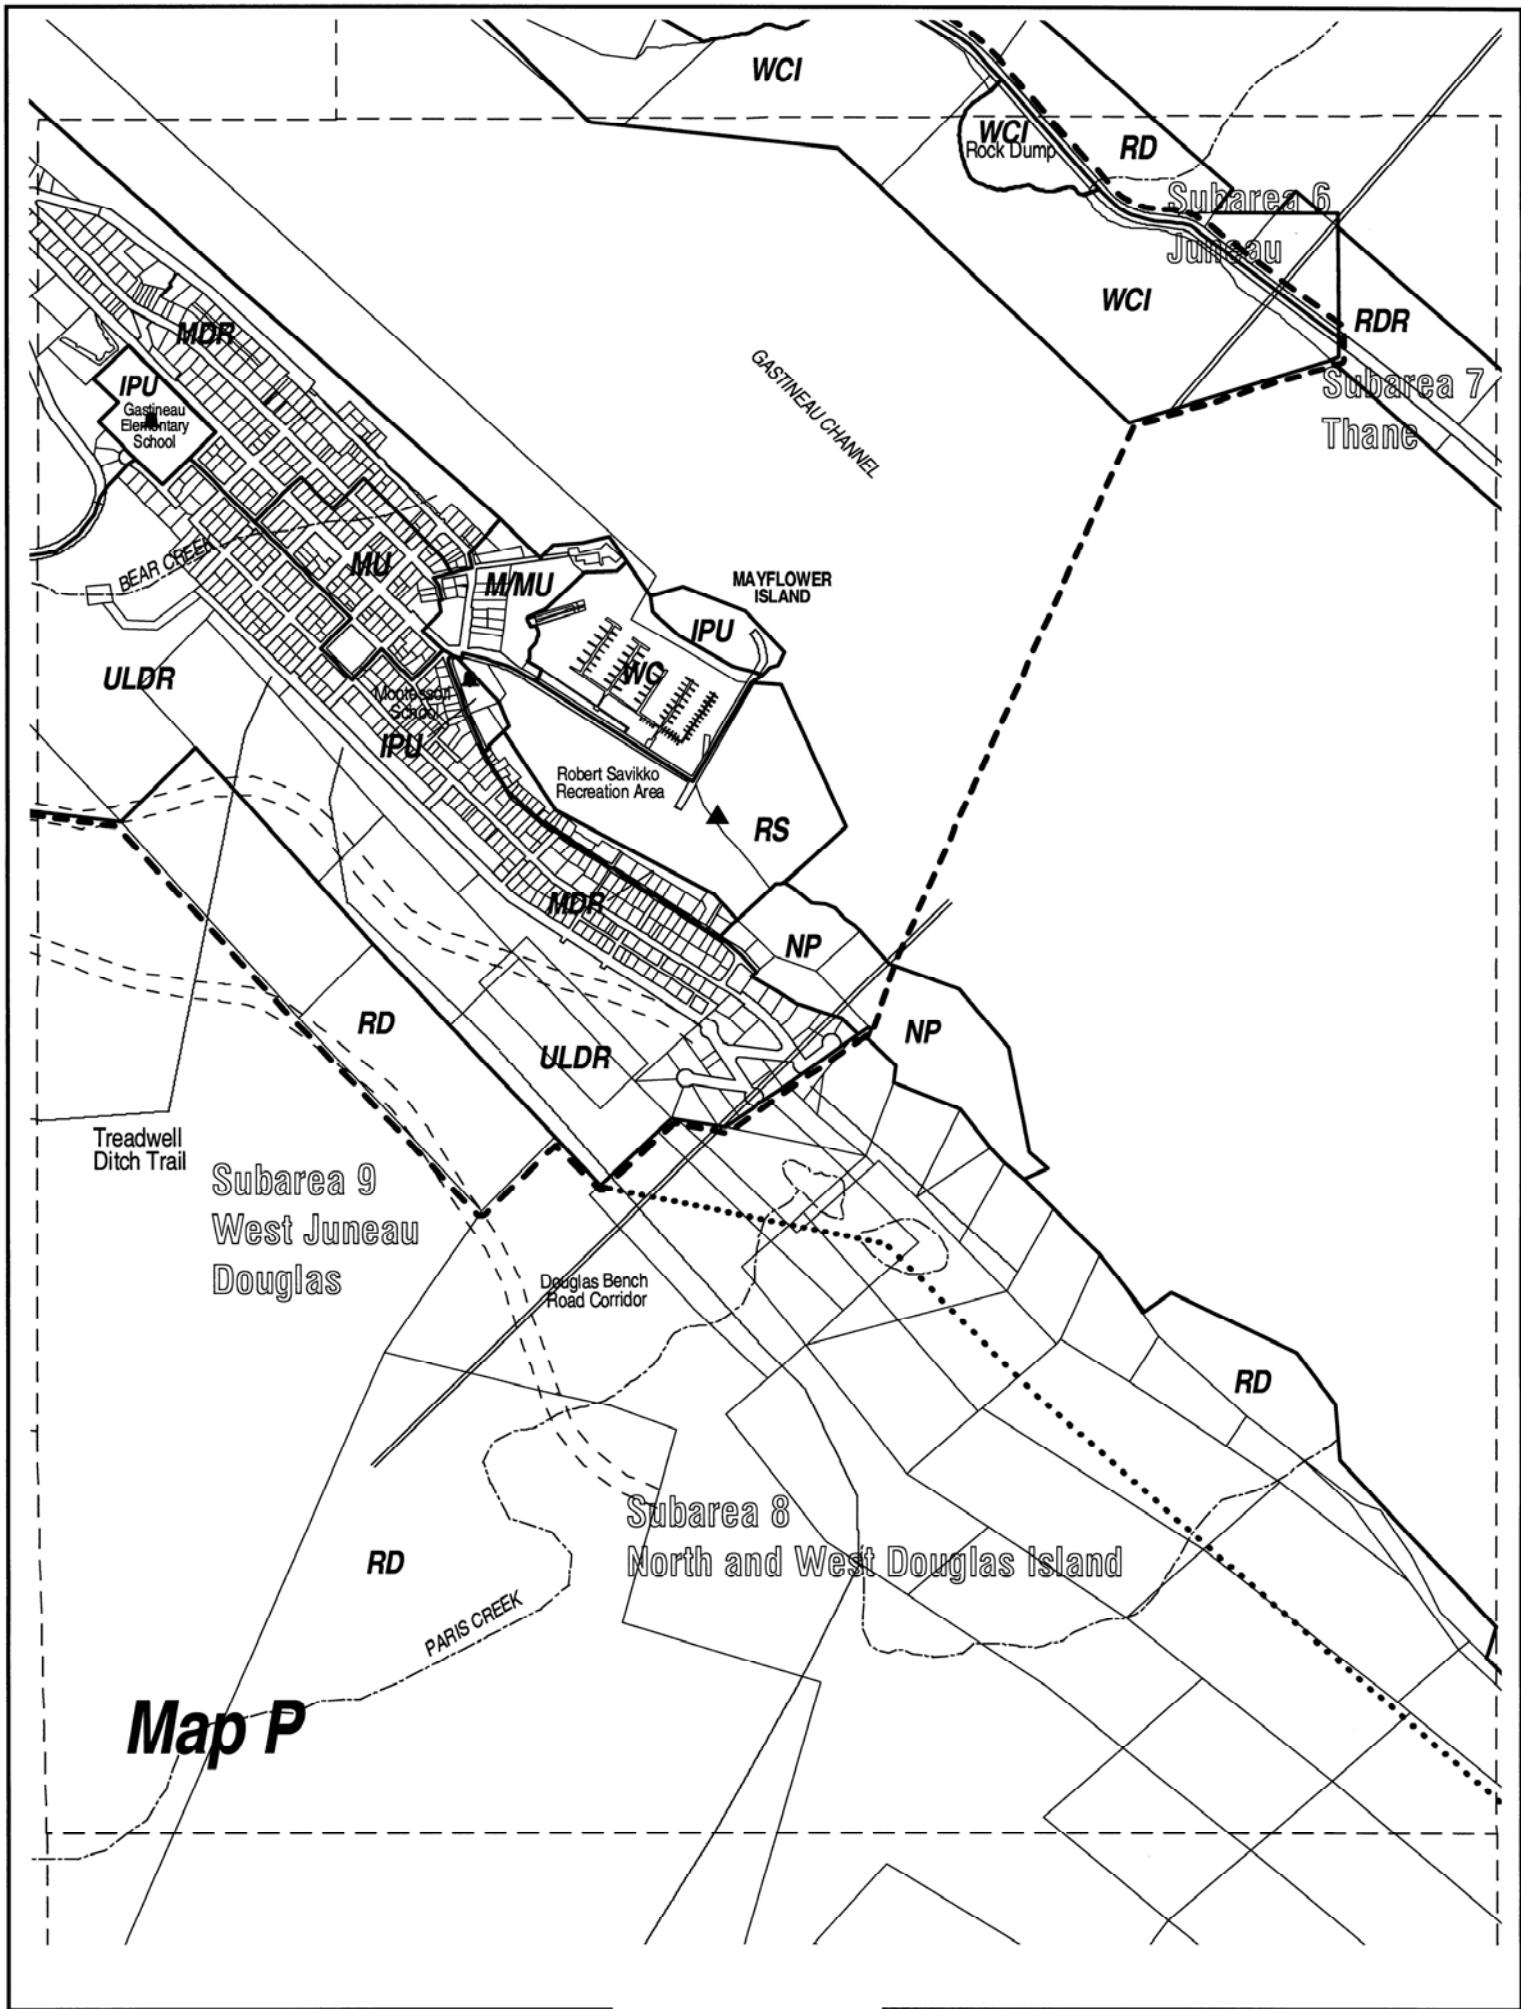 WCI
WCI
Rock Dump
RD
Subarea 6
Juneau
WCI
RDR
MDR
GASTINEAU CHANNEL
Subarea 7
Thane
IPU
Gastineau
Elementary
School
BEAR CREEK
MU
M/MU
MAYFLOWER
ISLAND
IPU
WC
ULDR
Montessori
School
IPU
Robert Savikko
Recreation Area
RS
MDR
NP
RD
NP
ULDR
Treadwell
Ditch Trail
Subarea 9
West Juneau
Douglas
Douglas Bench
Road Corridor
RD
Subarea 8
North and West Douglas Island
RD
PARIS CREEK
Map P